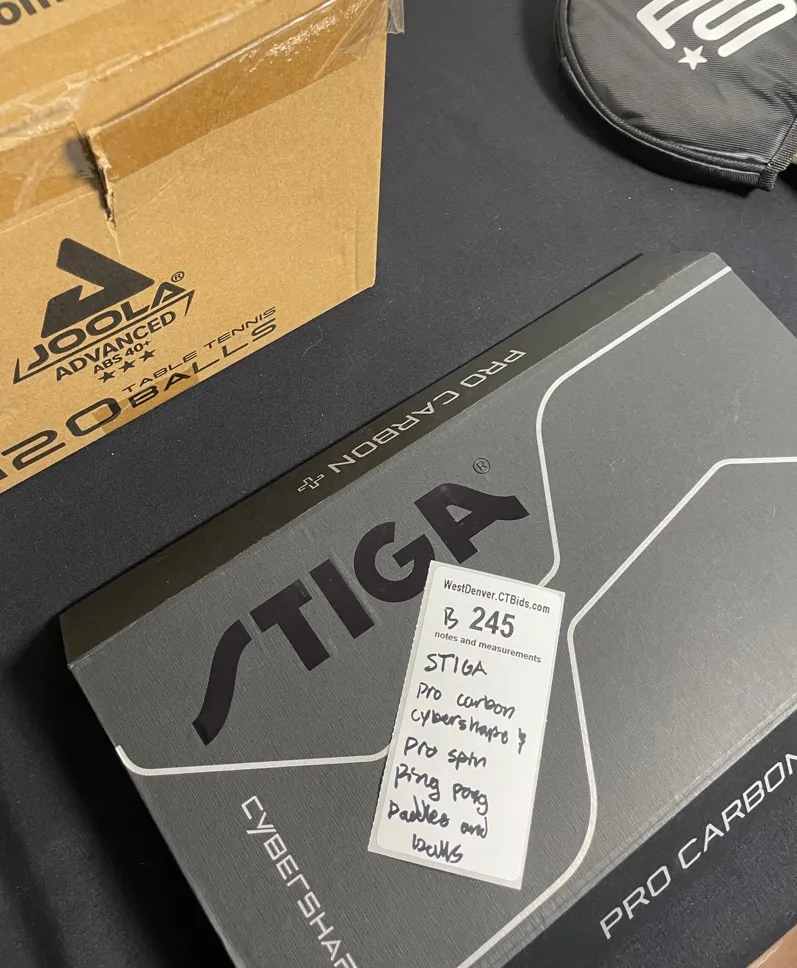 JOOLA®
ADVANCED
ABS 40+
★★★
TABLE TENNIS
120 BALLS
PRO CARBON +
STIGA®
WestDenver.CTBids.com
B 245
notes and measurements
STIGA
Pro carbon
cybershape &
Pro spin
Ping pong
Paddles and
balls
CYBERSHAP
PRO CARBON